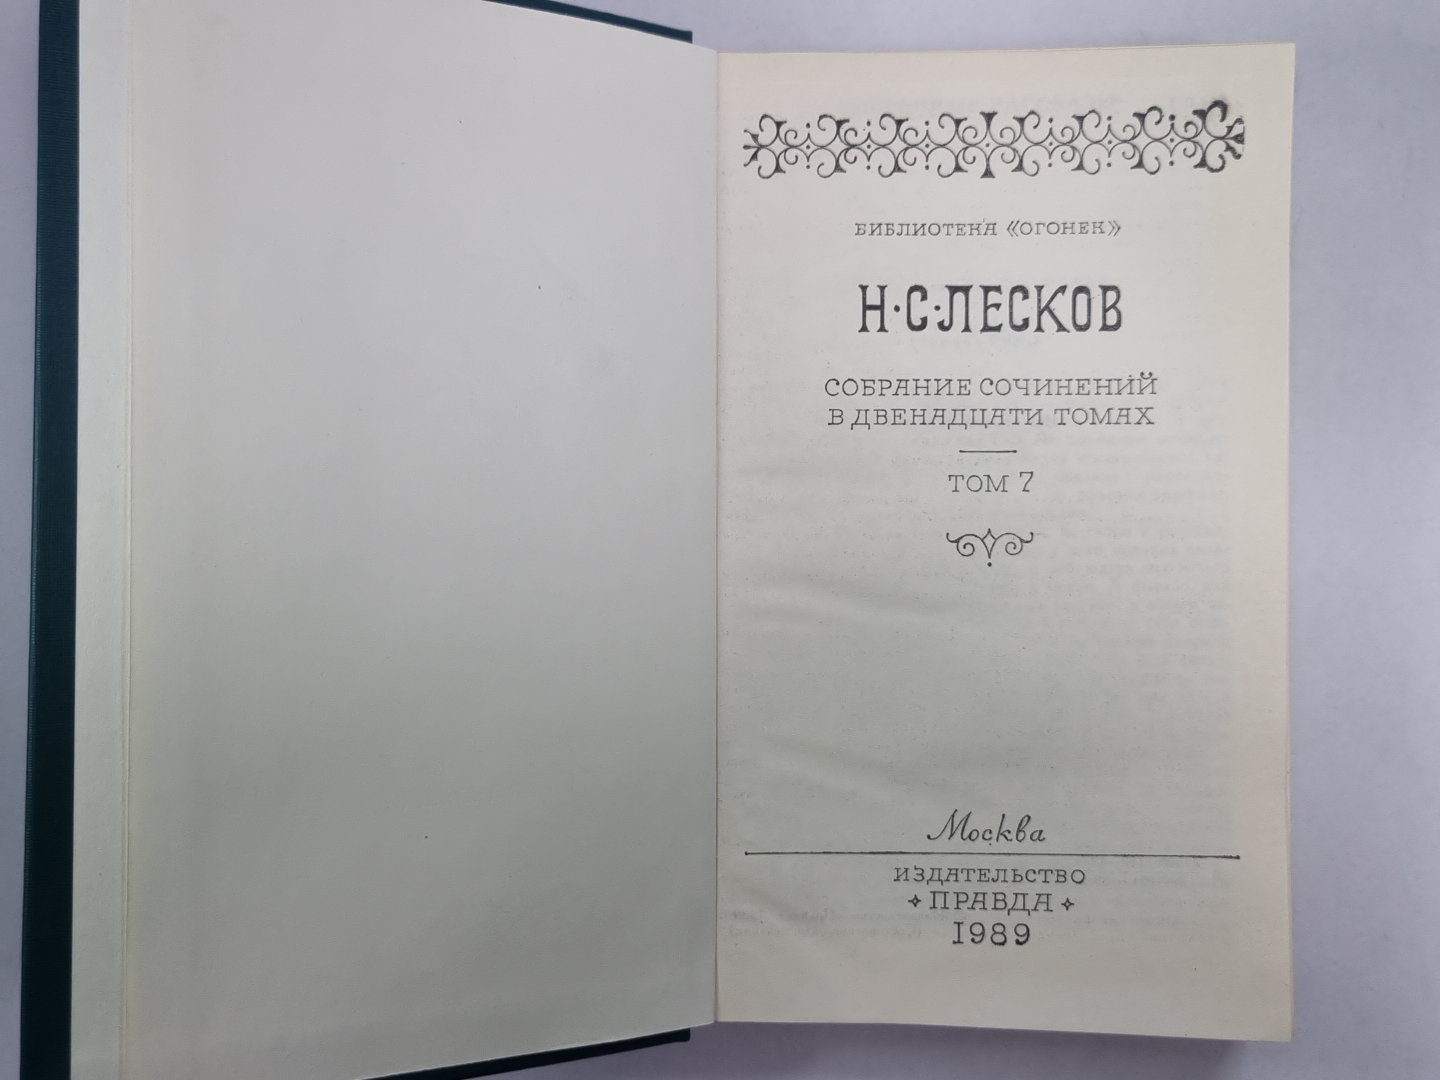 БИБЛИОТЕКА «ОГОНЕК»
Н·С·ЛЕСКОВ
СОБРАНИЕ СОЧИНЕНИЙ
В ДВЕНАДЦАТИ ТОМАХ
ТОМ 7
Москва
ИЗДАТЕЛЬСТВО
ПРАВДА
1989